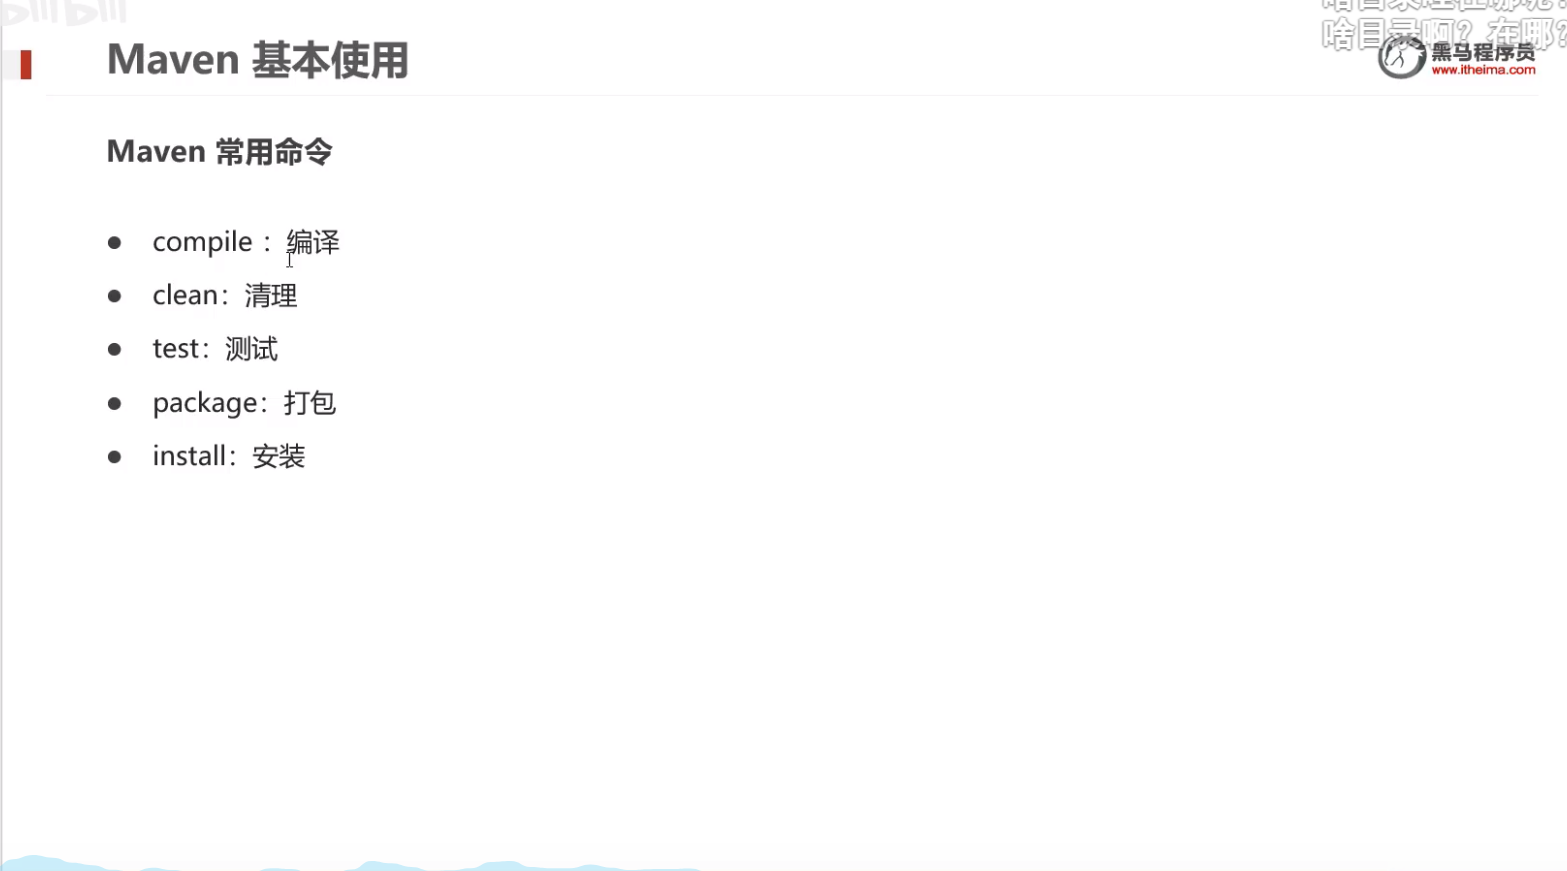 啥目录啊？在哪？
Maven 基本使用
黑马程序员
www.itheima.com
Maven 常用命令
● compile ：编译
● clean：清理
● test：测试
● package：打包
● install：安装